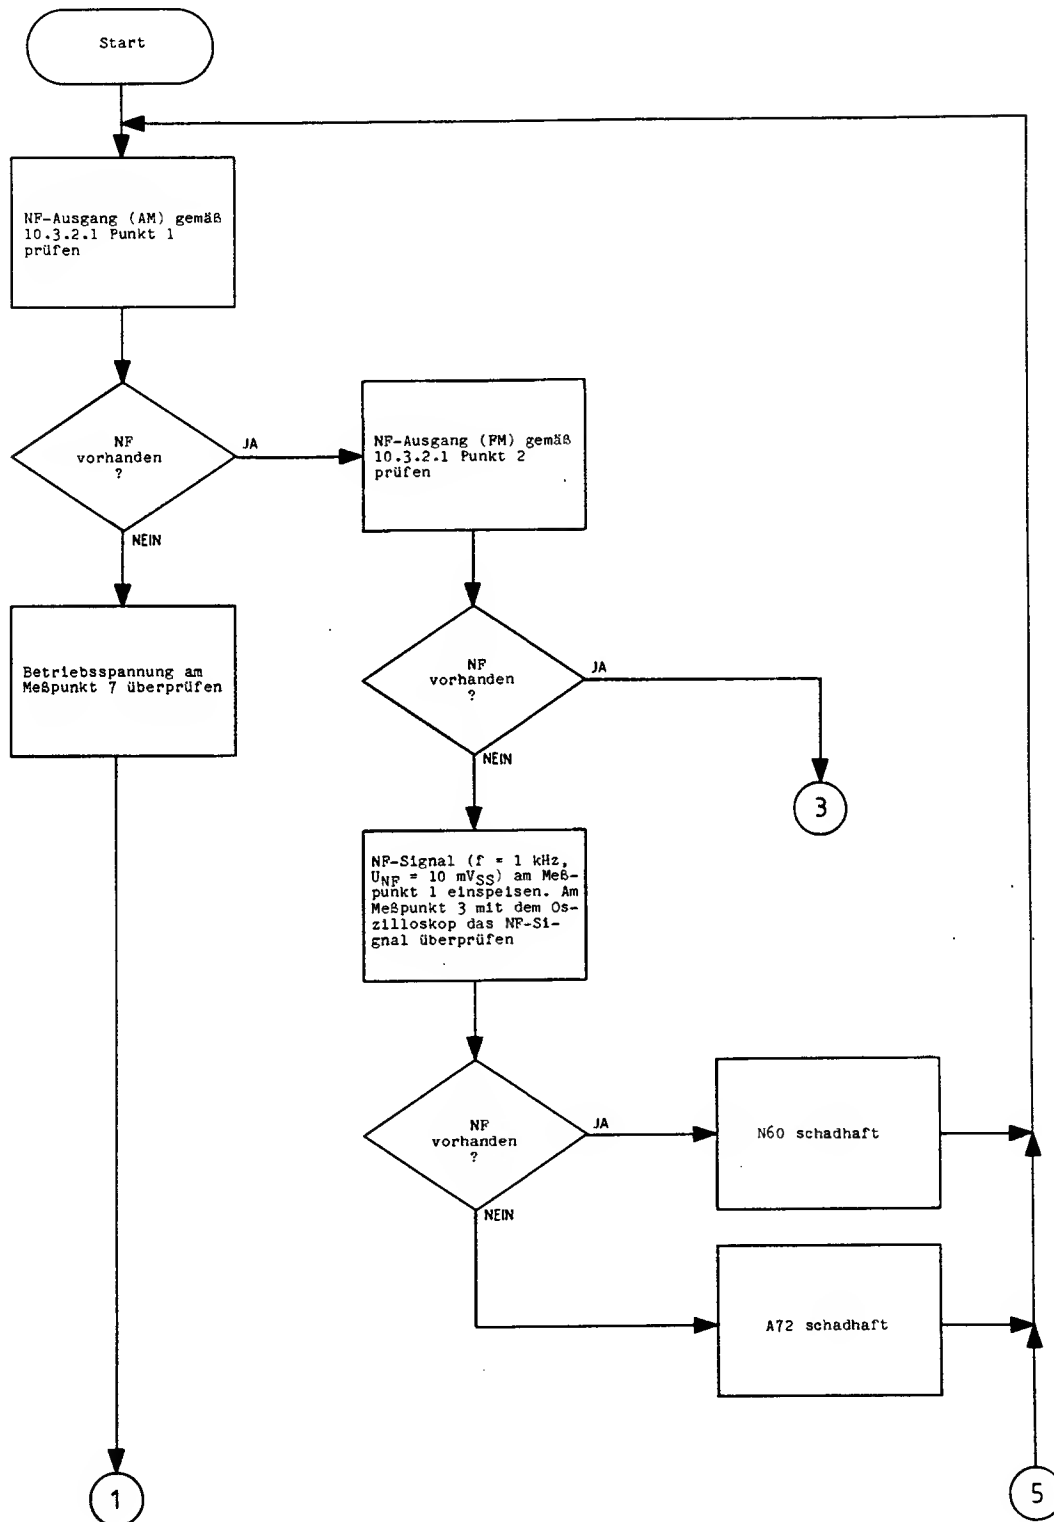 Start
NF-Ausgang (AM) gemäß
10.3.2.1 Punkt 1
prüfen
NF
vorhanden
?
JA
NEIN
NF-Ausgang (FM) gemäß
10.3.2.1 Punkt 2
prüfen
Betriebsspannung am
Meßpunkt 7 überprüfen
NF
vorhanden
?
JA
NEIN
3
NF-Signal (f = 1 kHz,
UNF = 10 mVSS) am Meß-
punkt 1 einspeisen. Am
Meßpunkt 3 mit dem Os-
zilloskop das NF-Si-
gnal überprüfen
NF
vorhanden
?
JA
NEIN
N60 schadhaft
A72 schadhaft
1
5